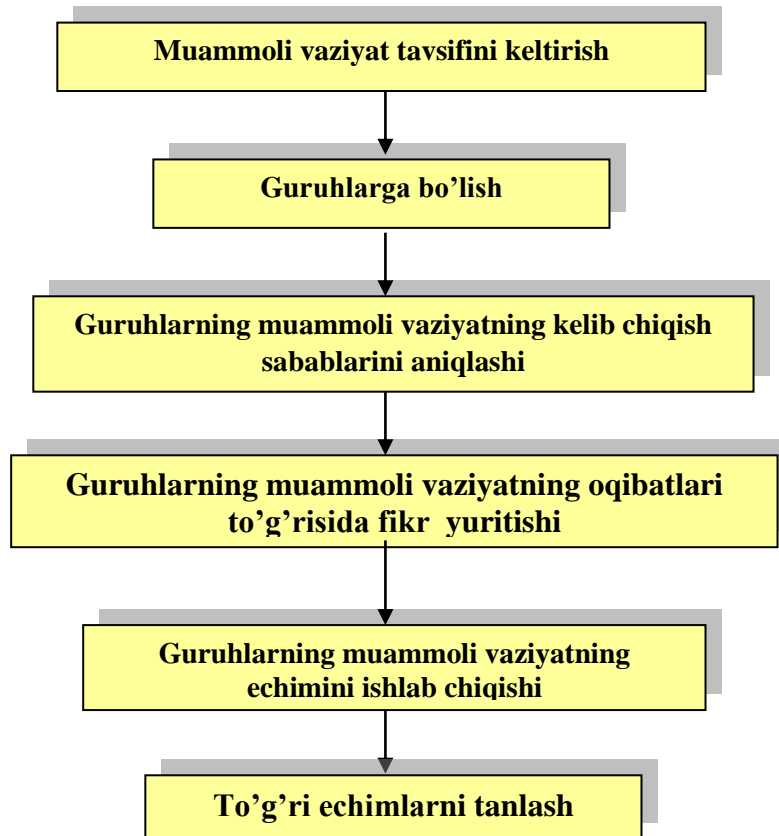 Muammoli vaziyat tavsifini keltirish
Guruhlarga bo’lish
Guruhlarning muammoli vaziyatning kelib chiqish
sabablarini aniqlashi
Guruhlarning muammoli vaziyatning oqibatlari
to’g’risida fikr yuritishi
Guruhlarning muammoli vaziyatning
echimini ishlab chiqishi
To’g’ri echimlarni tanlash